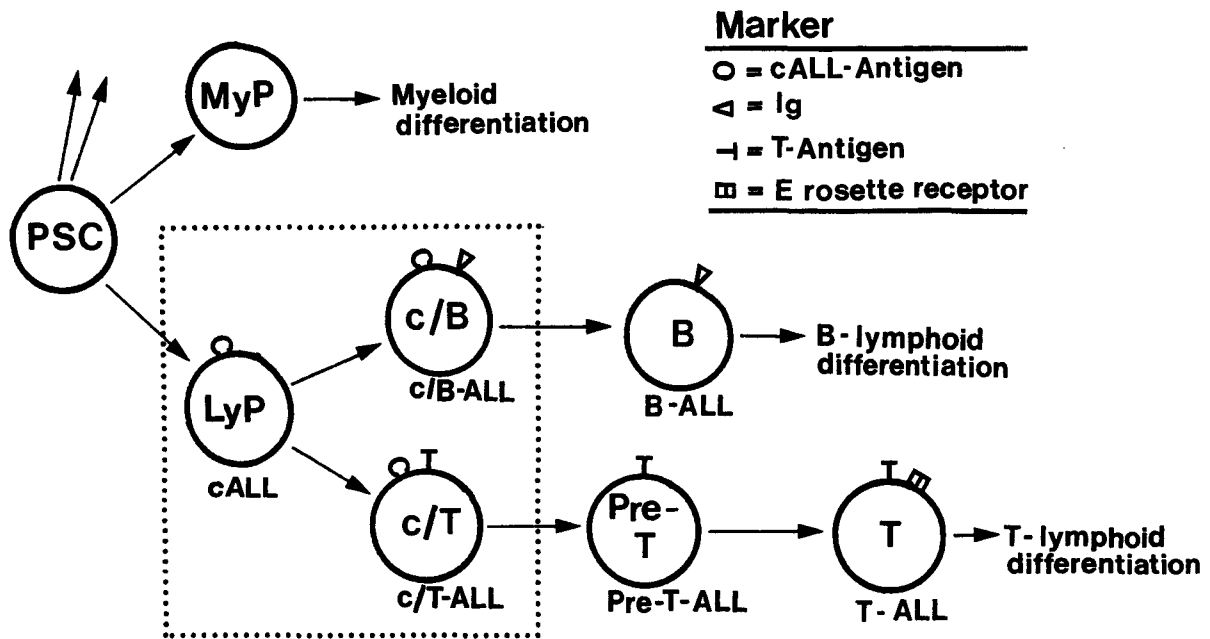 Marker
O = cALL-Antigen
= Ig
= T-Antigen
E = E rosette receptor
MyP
Myeloid
differentiation
PSC
c/B
c/B-ALL
B
B-ALL
B-lymphoid
differentiation
LyP
cALL
T
c/T
c/T-ALL
T
Pre-
T
Pre-T-ALL
T
E
T
T-ALL
T-lymphoid
differentiation